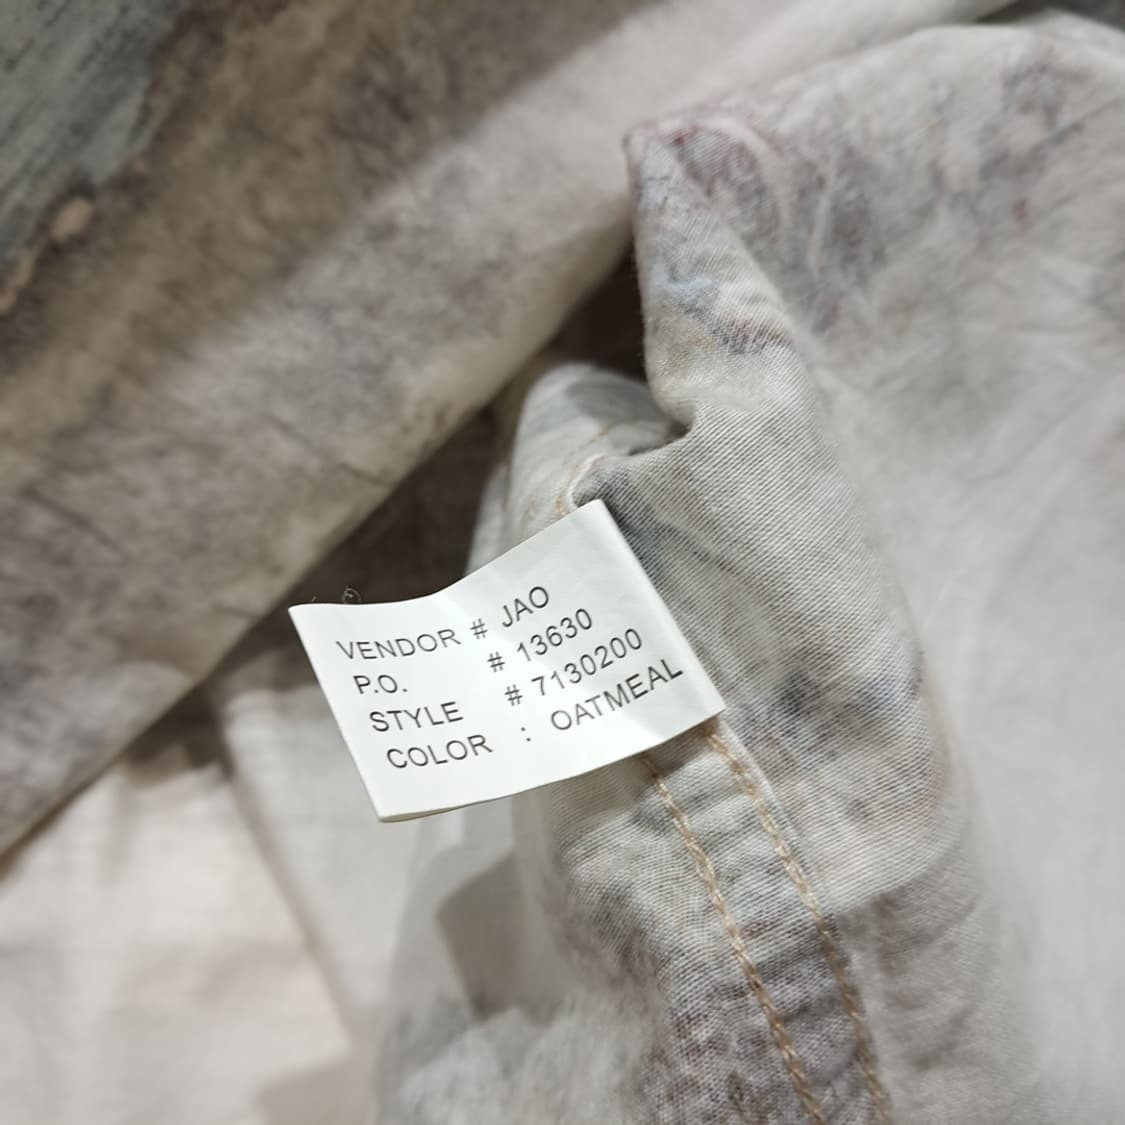 VENDOR # JAO
P.O. # 13630
STYLE # 7130200
COLOR : OATMEAL